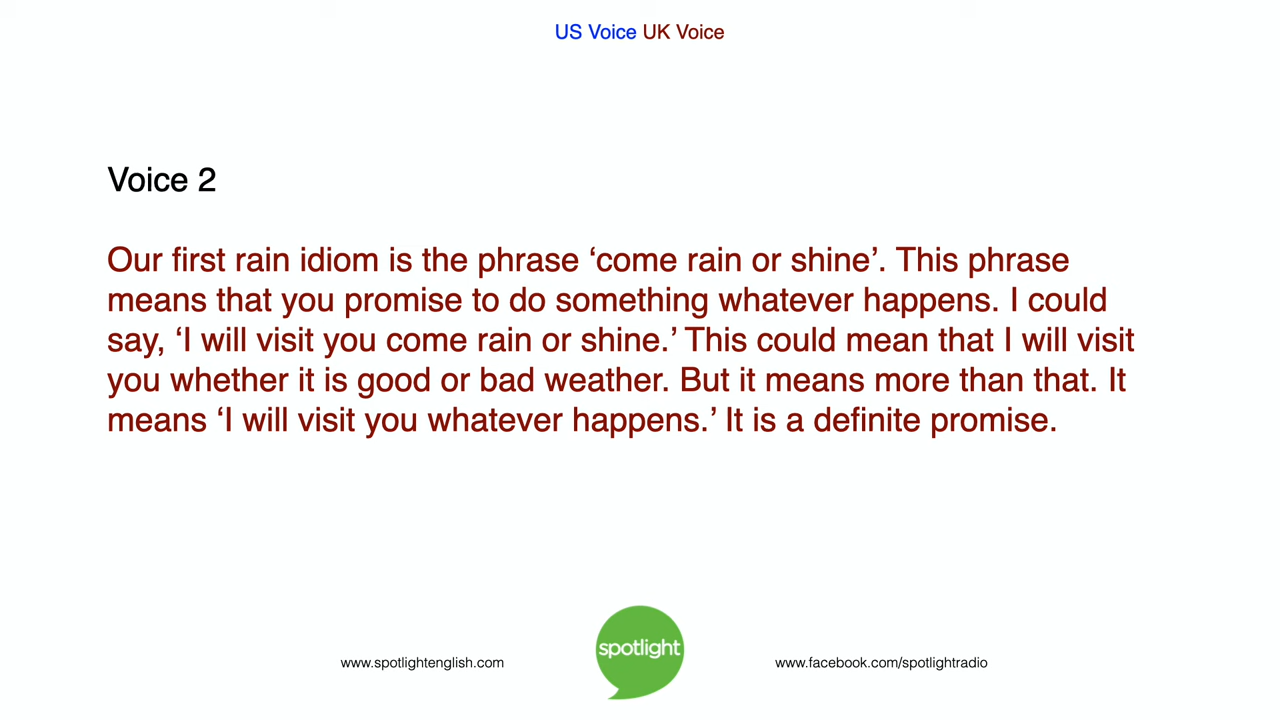 US Voice UK Voice
Voice 2
Our first rain idiom is the phrase ‘come rain or shine’. This phrase
means that you promise to do something whatever happens. I could
say, ‘I will visit you come rain or shine.’ This could mean that I will visit
you whether it is good or bad weather. But it means more than that. It
means ‘I will visit you whatever happens.’ It is a definite promise.
www.spotlightenglish.com
spotlight
www.facebook.com/spotlightradio